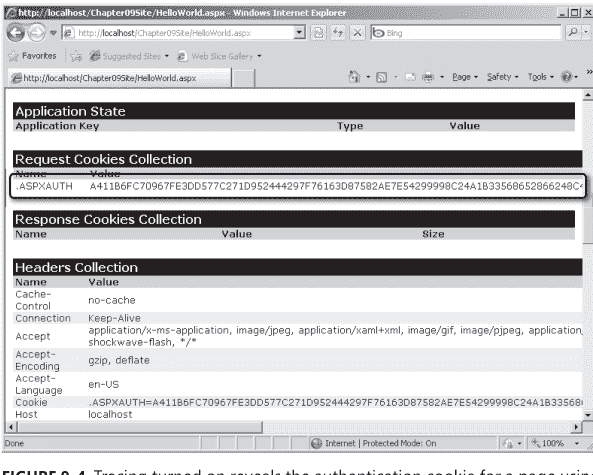 http://localhost/Chapter09Site/HelloWorld.aspx - Windows Internet Explorer
http://localhost/Chapter09Site/HelloWorld.aspx
Bing
Favorites Suggested Sites Web Slice Gallery
http://localhost/Chapter09Site/HelloWorld.aspx
Page Safety Tools
Application State
Application Key Type Value
Request Cookies Collection
Name Value
.ASPXAUTH A411B6FC70967FE3DD577C271D952444297F76163D87582AE7E54299998C24A1B33568652866248C
Response Cookies Collection
Name Value Size
Headers Collection
Name Value
Cache-
Control
no-cache
Connection Keep-Alive
Accept
application/x-ms-application, image/jpeg, application/xaml+xml, image/gif, image/pjpeg, application
shockwave-flash, */*
Accept-
Encoding
gzip, deflate
Accept-
Language
en-US
Cookie .ASPXAUTH=A411B6FC70967FE3DD577C271D952444297F76163D87582AE7E54299998C24A1B33568
Host localhost
Done Internet | Protected Mode: On 100%
FIGURE 9-4 Tracing turned on reveals the authentication cookie for a page using